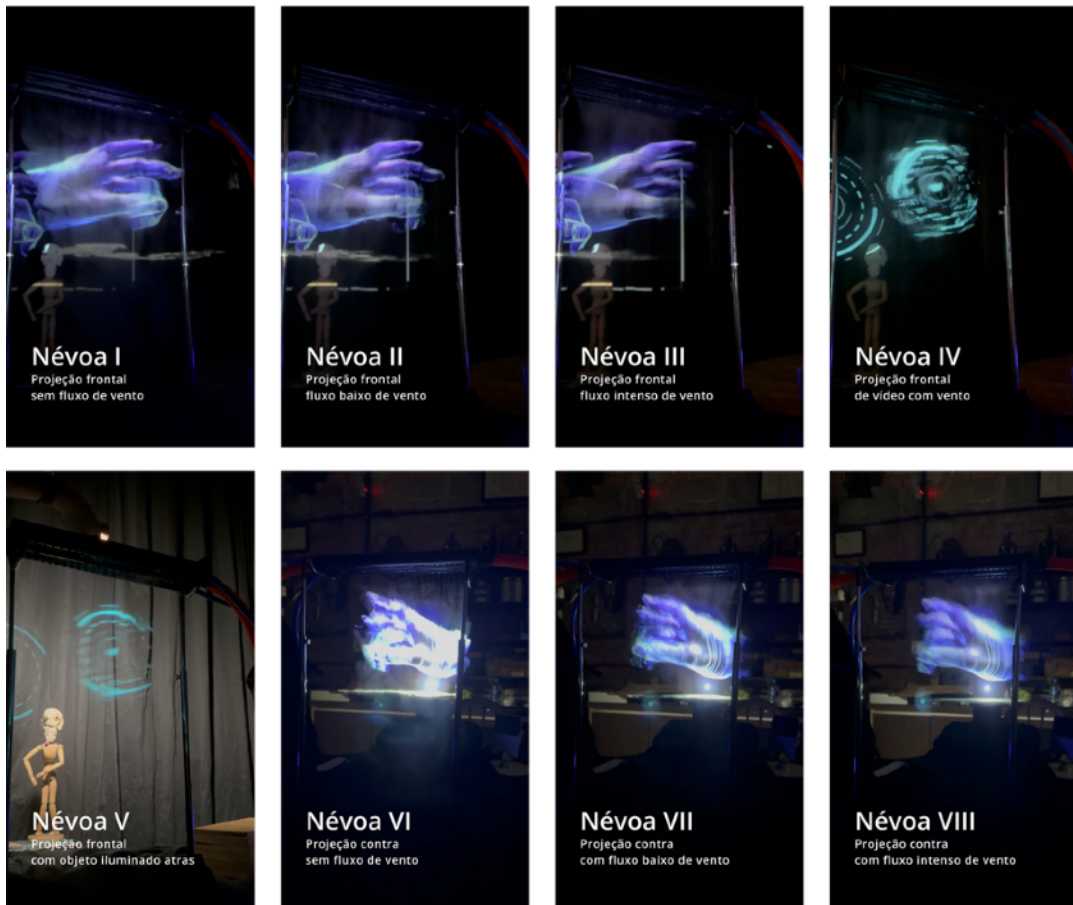 Névoa I
Projeção frontal
sem fluxo de vento
Névoa II
Projeção frontal
fluxo baixo de vento
Névoa III
Projeção frontal
fluxo intenso de vento
Névoa IV
Projeção frontal
de vídeo com vento
Névoa V
Projeção frontal
com objeto iluminado atras
Névoa VI
Projeção contra
sem fluxo de vento
Névoa VII
Projeção contra
com fluxo baixo de vento
Névoa VIII
Projeção contra
com fluxo intenso de vento